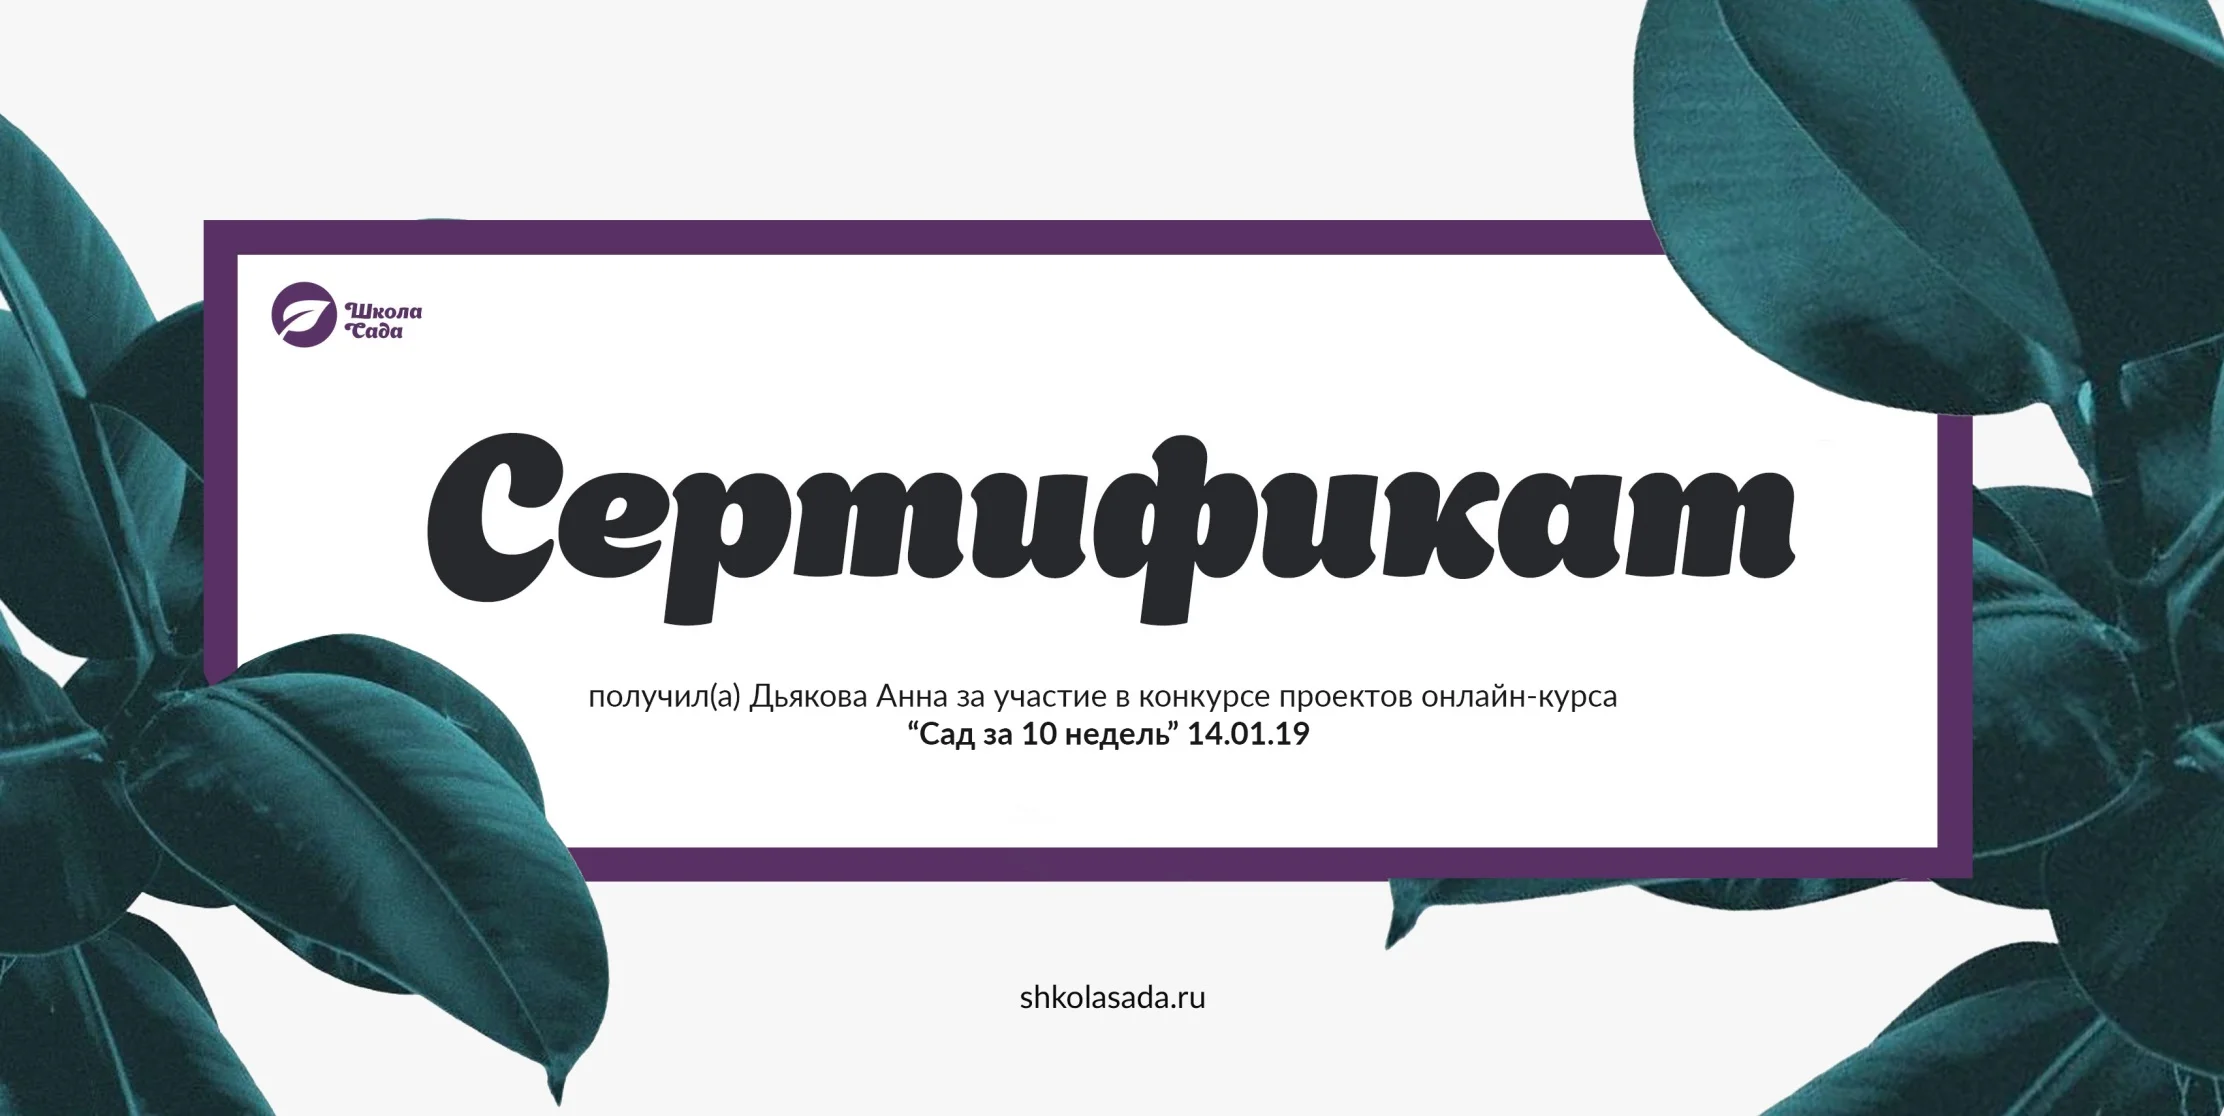 Школа
Сада
Сертификат
получил(а) Дьякова Анна за участие в конкурсе проектов онлайн-курса
“Сад за 10 недель” 14.01.19
shkolasada.ru